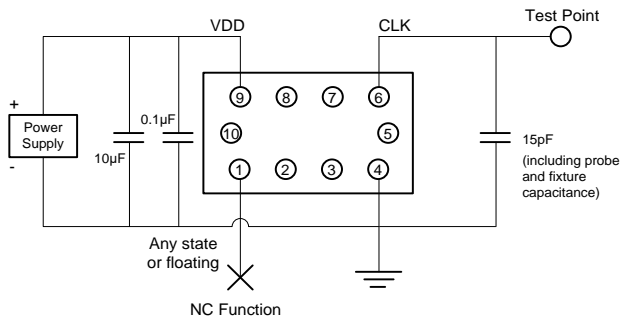 Test Point
VDD
CLK
9
8
7
6
+
Power
Supply
-
10µF
0.1µF
10
5
15pF
(including probe
and fixture
capacitance)
1
2
3
4
Any state
or floating
NC Function